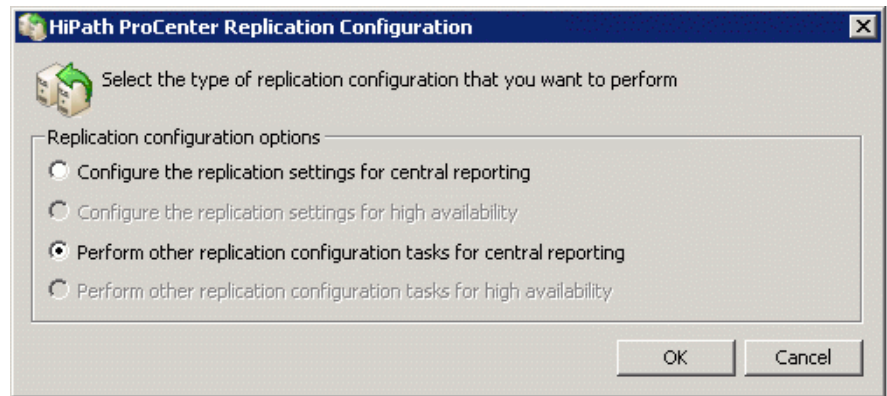 HiPath ProCenter Replication Configuration
Select the type of replication configuration that you want to perform
Replication configuration options
Configure the replication settings for central reporting
Configure the replication settings for high availability
Perform other replication configuration tasks for central reporting
Perform other replication configuration tasks for high availability
OK Cancel